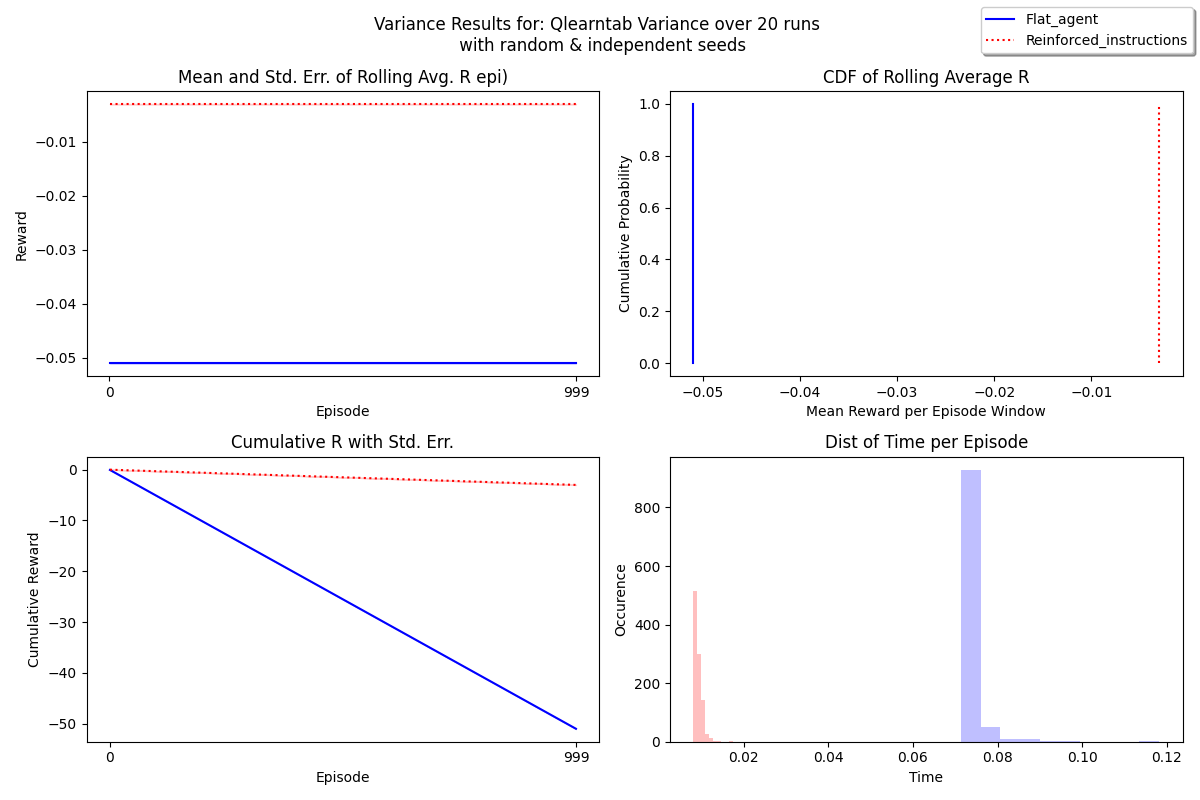 Variance Results for: Qlearntab Variance over 20 runs
with random & independent seeds
Flat_agent
Reinforced_instructions
Mean and Std. Err. of Rolling Avg. R epi)
−0.01
−0.02
−0.03
−0.04
−0.05
Reward
0 999
Episode
CDF of Rolling Average R
1.0
0.8
0.6
0.4
0.2
0.0
Cumulative Probability
−0.05 −0.04 −0.03 −0.02 −0.01
Mean Reward per Episode Window
Cumulative R with Std. Err.
0
−10
−20
−30
−40
−50
Cumulative Reward
0 999
Episode
Dist of Time per Episode
800
600
400
200
0
Occurence
0.02 0.04 0.06 0.08 0.10 0.12
Time